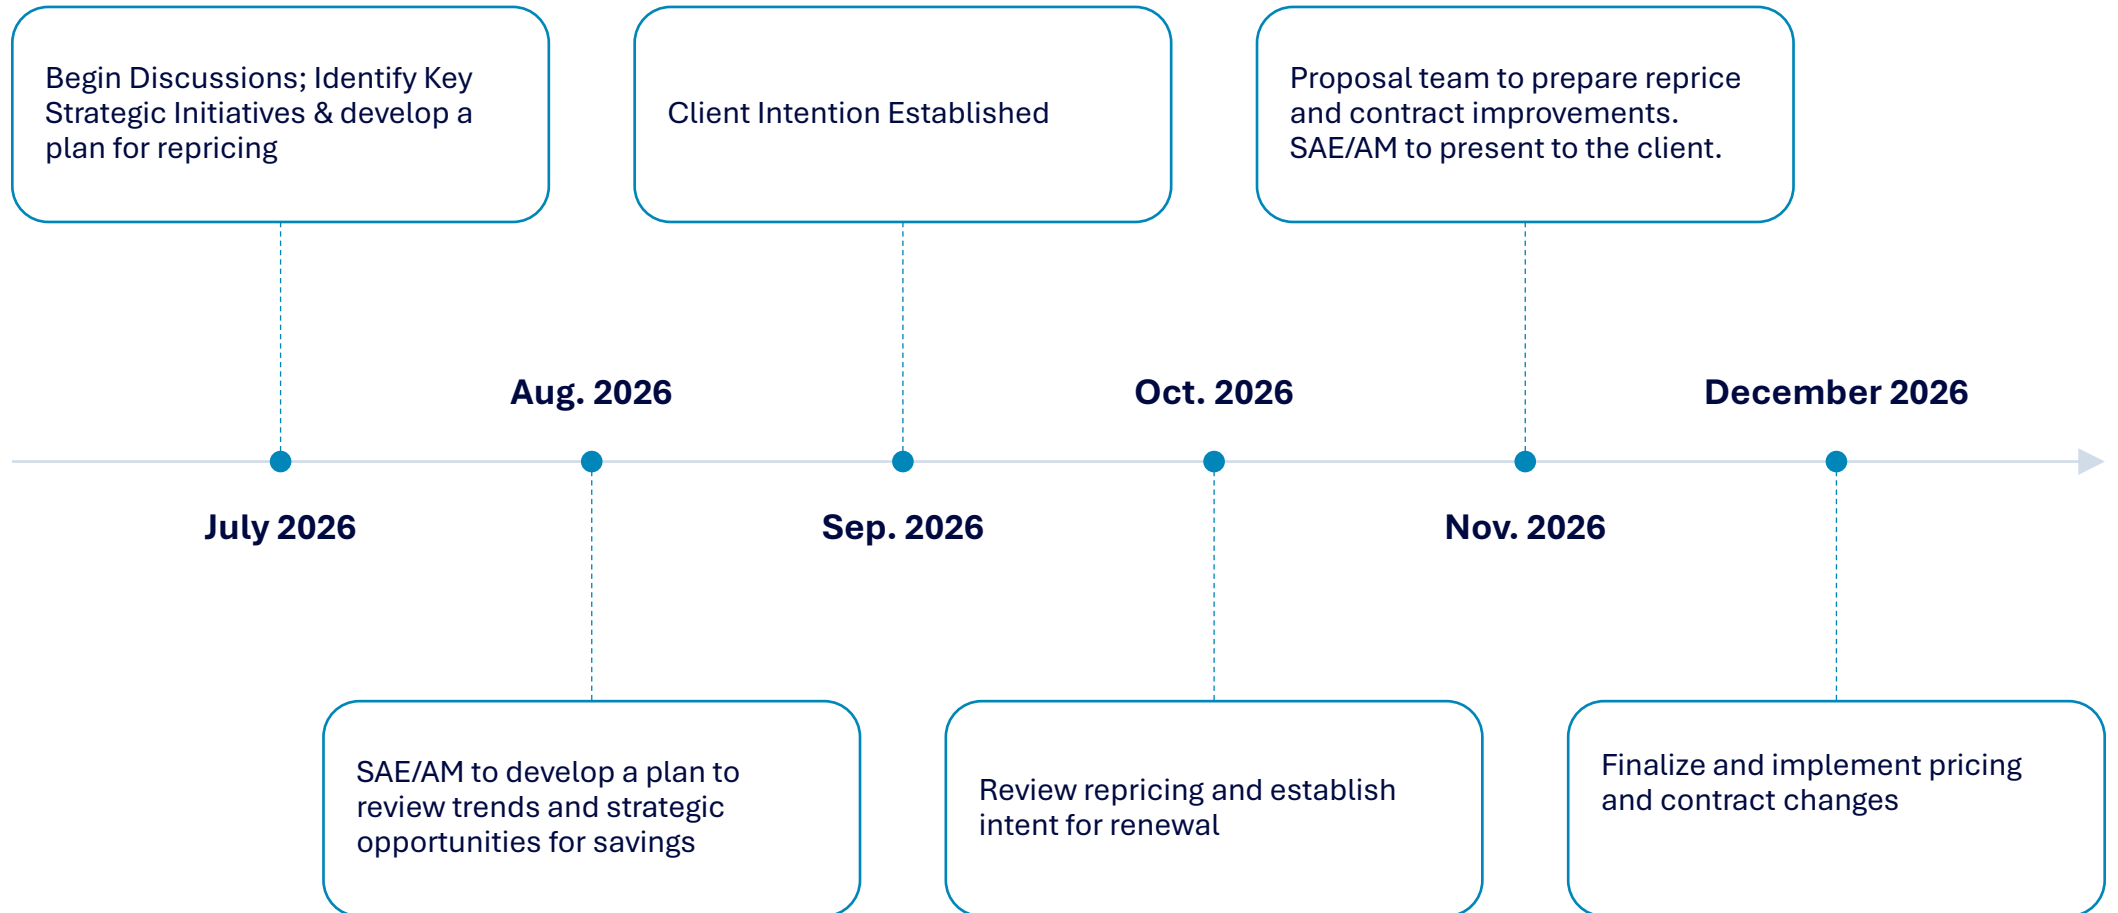 Begin Discussions; Identify Key
Strategic Initiatives & develop a
plan for repricing
Client Intention Established
Proposal team to prepare reprice
and contract improvements.
SAE/AM to present to the client.
Aug. 2026
Oct. 2026
December 2026
July 2026
Sep. 2026
Nov. 2026
SAE/AM to develop a plan to
review trends and strategic
opportunities for savings
Review repricing and establish
intent for renewal
Finalize and implement pricing
and contract changes